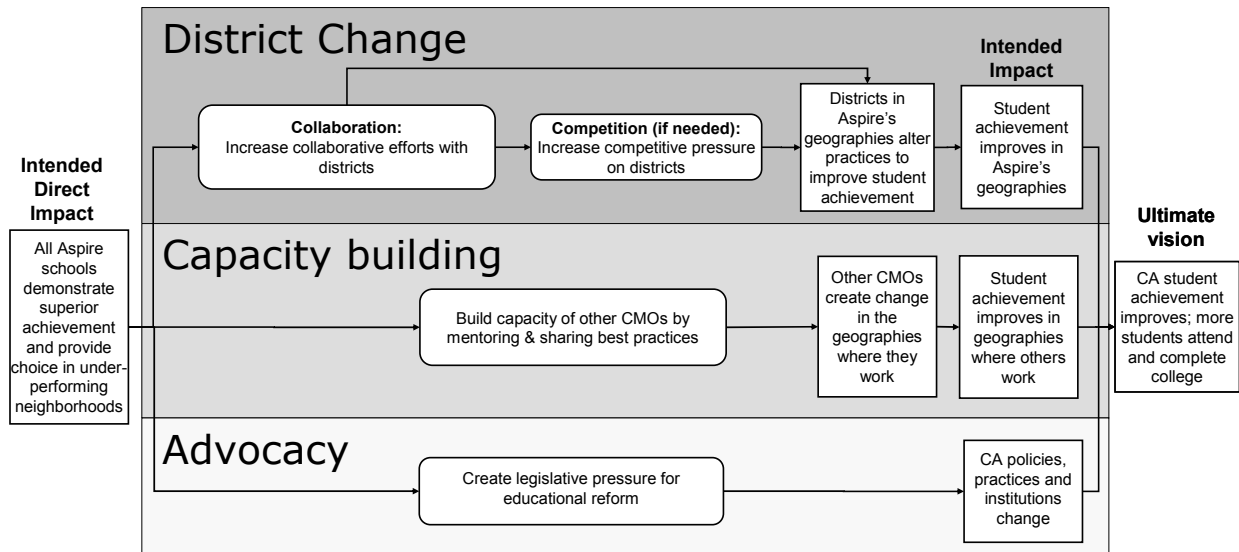 District Change
Intended
Impact
Collaboration:
Increase collaborative efforts with
districts
Competition (if needed):
Increase competitive pressure
on districts
Districts in
Aspire’s
geographies alter
practices to
improve student
achievement
Student
achievement
improves in
Aspire’s
geographies
Intended
Direct
Impact
All Aspire
schools
demonstrate
superior
achievement
and provide
choice in under-
performing
neighborhoods
Capacity building
Build capacity of other CMOs by
mentoring & sharing best practices
Other CMOs
create change
in the
geographies
where they
work
Student
achievement
improves in
geographies
where others
work
Ultimate
vision
CA student
achievement
improves; more
students attend
and complete
college
Advocacy
Create legislative pressure for
educational reform
CA policies,
practices and
institutions
change